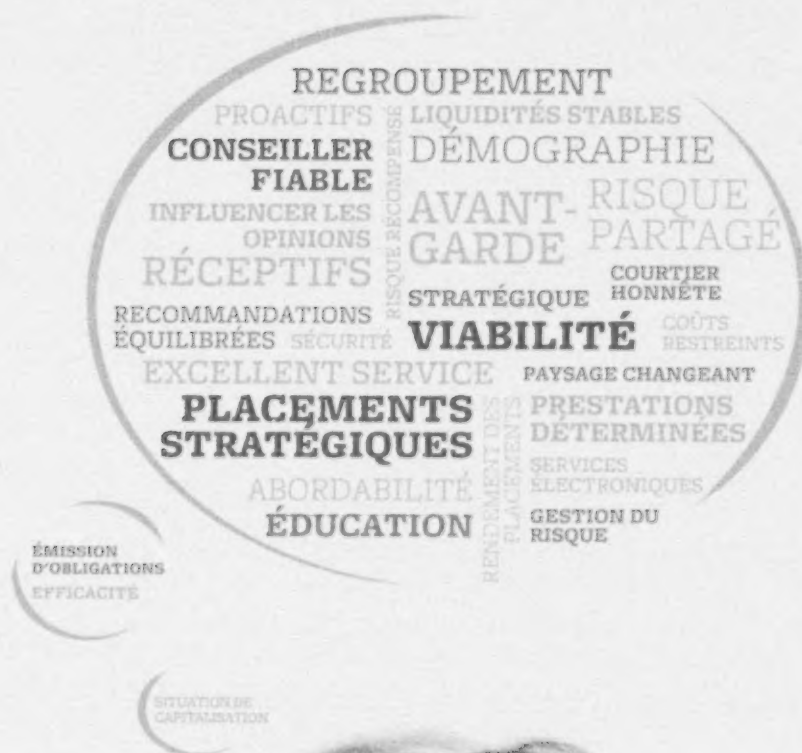 REGROUPEMENT
PROACTIFS
CONSEILLER
FIABLE
INFLUENCER LES
OPINIONS
RÉCEPTIFS
RISQUE RECOMPENSE
LIQUIDITÉS STABLES
DÉMOGRAPHIE
AVANT-
GARDE
RISQUE
PARTAGÉ
STRATÉGIQUE
COURTIER
HONNÊTE
RECOMMANDATIONS
ÉQUILIBRÉES
SÉCURITÉ
VIABILITÉ
COÛTS
RESTREINTS
EXCELLENT SERVICE
PAYSAGE CHANGEANT
PLACEMENTS
STRATÉGIQUES
RENDEMENT DES
PLACEMENTS
PRESTATIONS
DÉTERMINÉES
SERVICES
ÉLECTRONIQUES
ABORDABILITÉ
ÉDUCATION
GESTION DU
RISQUE
ÉMISSION
D'OBLIGATIONS
EFFICACITÉ
SITUATION DE
CAPITALISATION